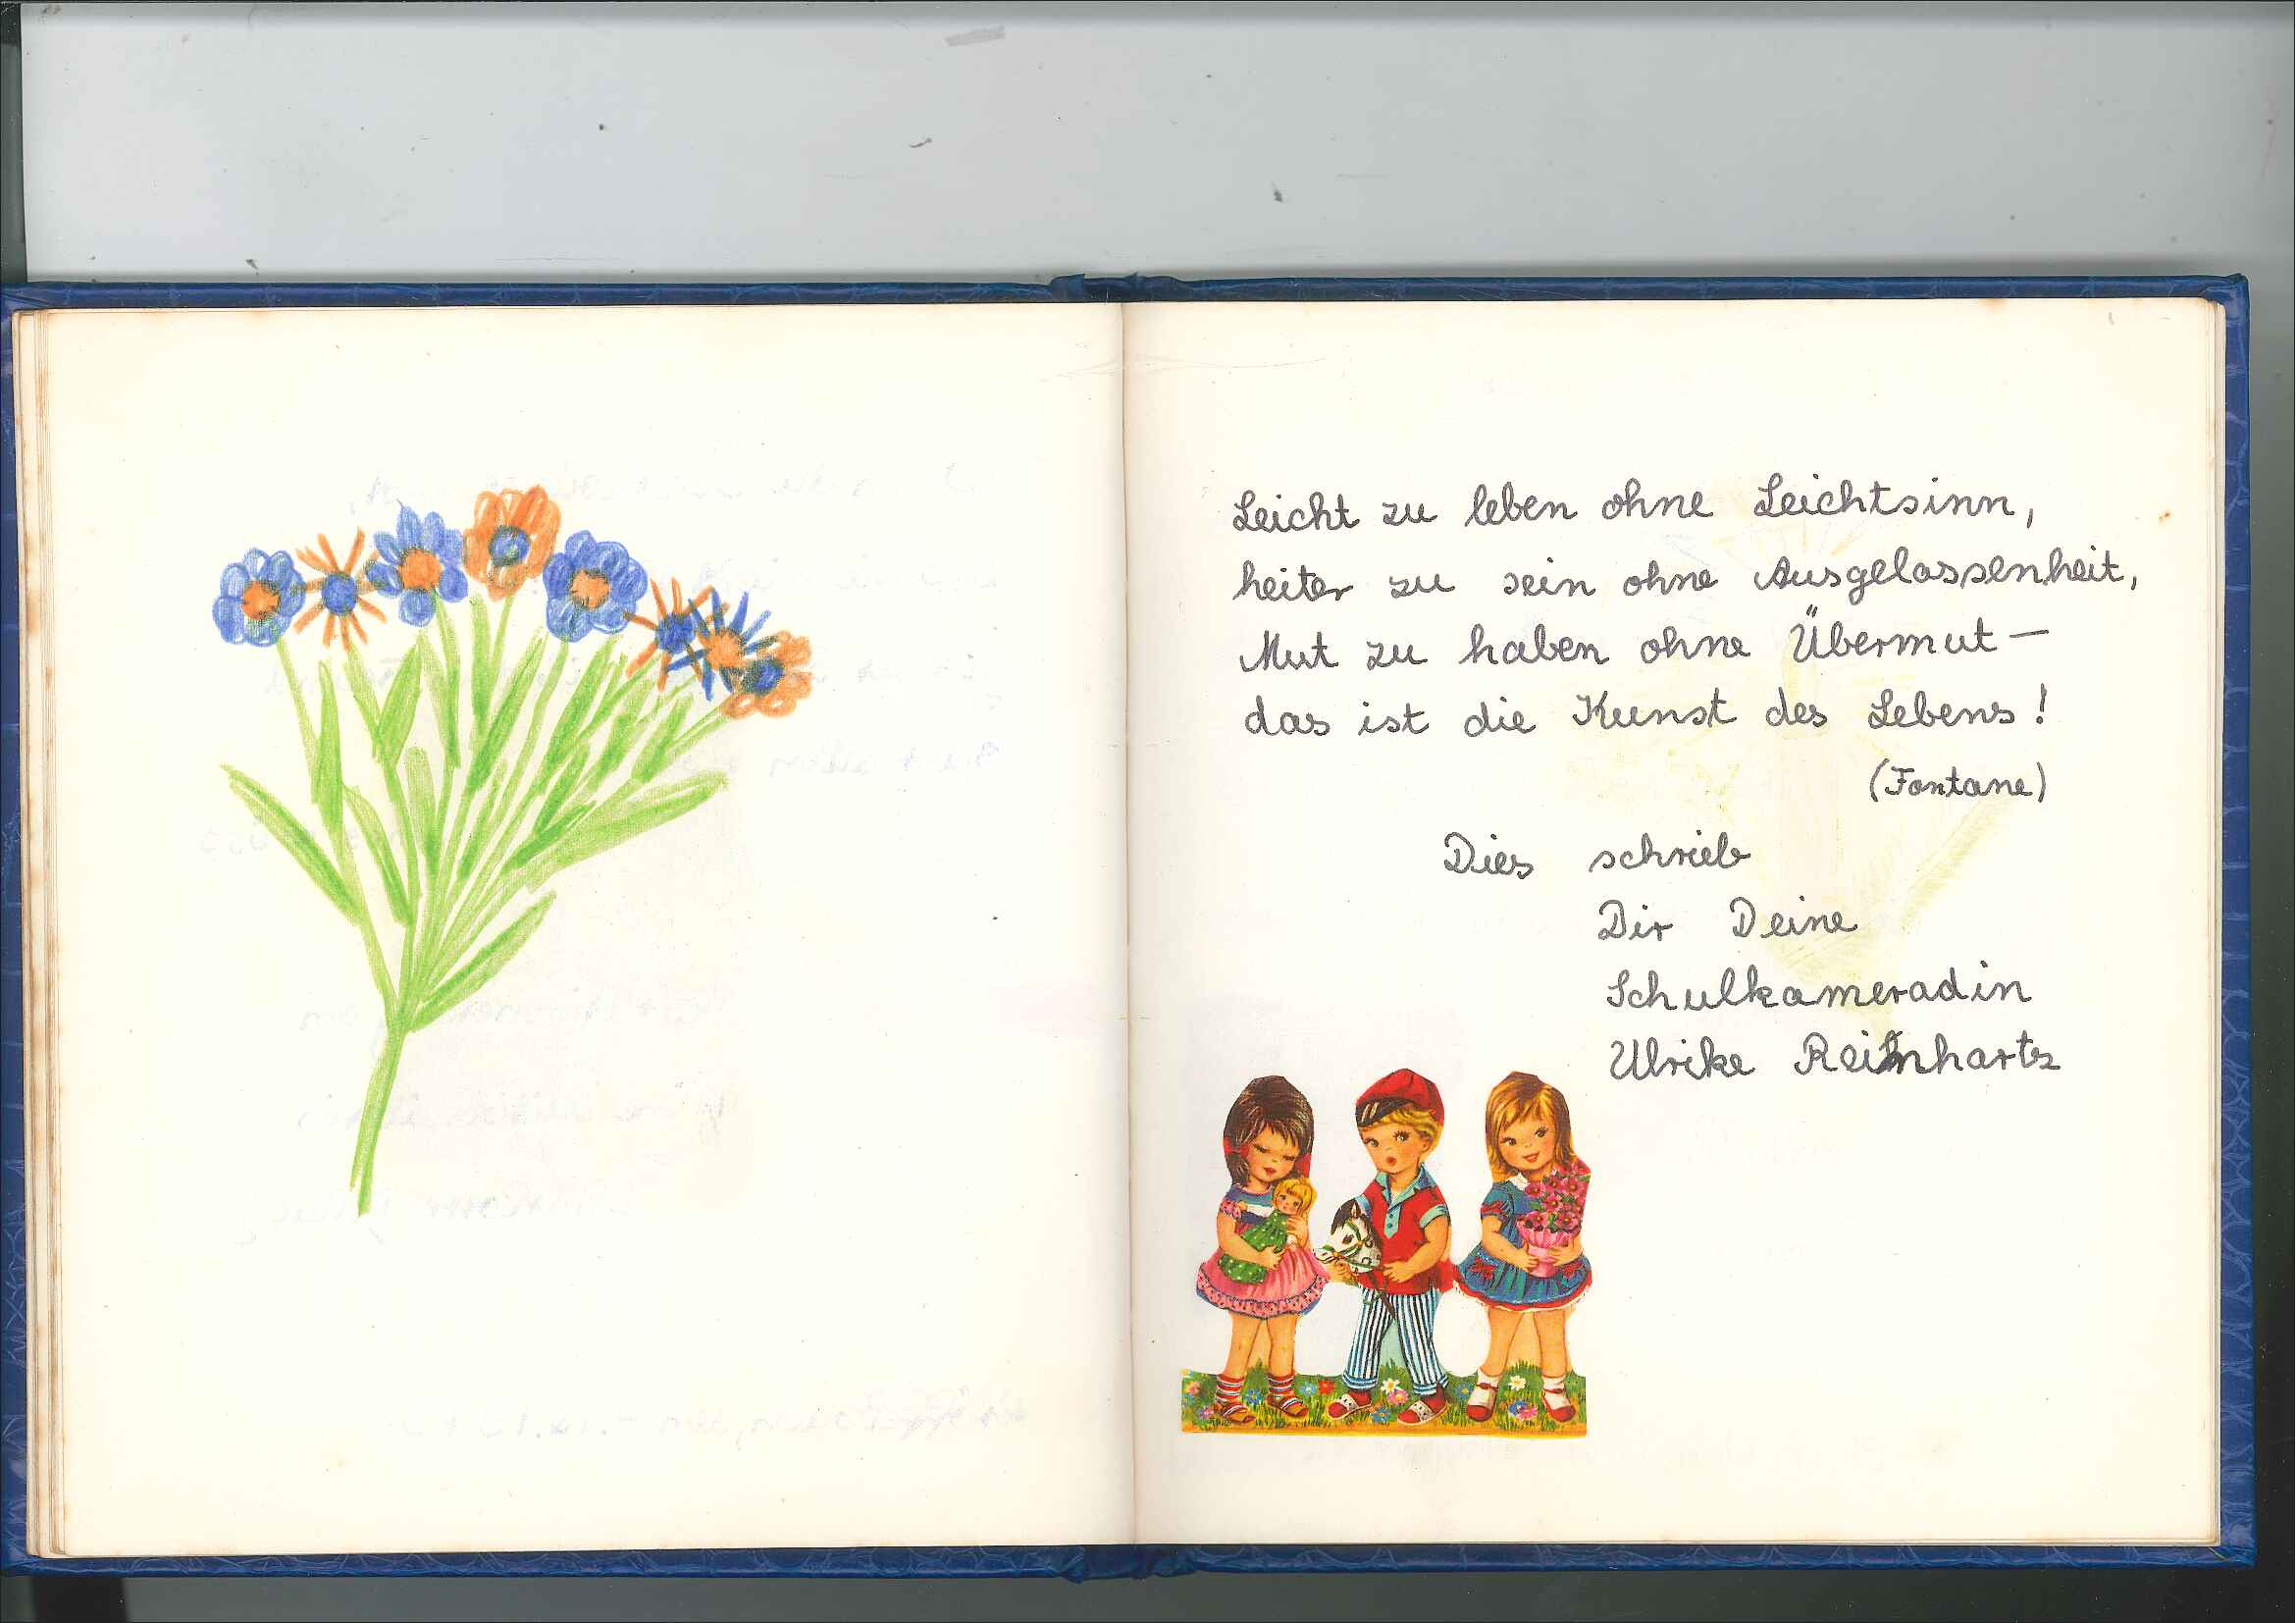 Leicht zu leben ohne Leichtsinn,
heiter zu sein ohne Ausgelassenheit,
Mut zu haben ohne Übermut—
das ist die Kunst des Lebens!
(Fontane)
Dies schrieb
Dir Deine
Schulkameradin
Ulrike Reinhartz